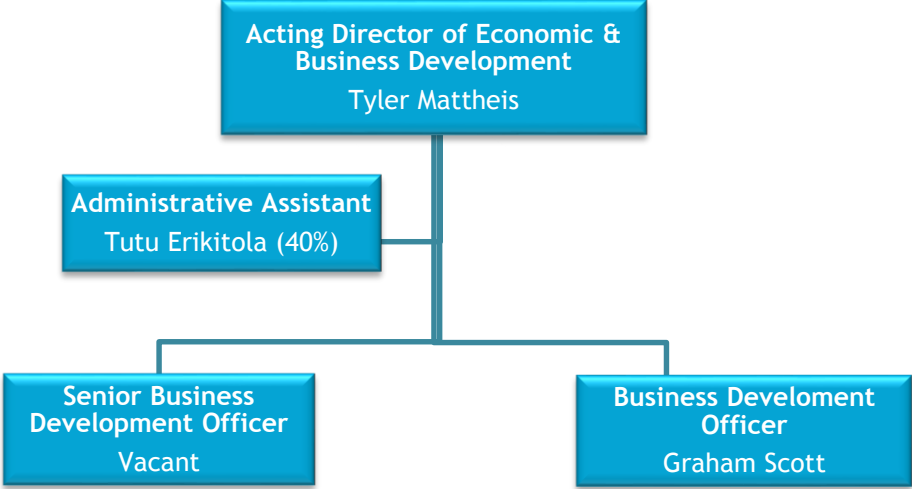 Acting Director of Economic &
Business Development
Tyler Mattheis
Administrative Assistant
Tutu Erikitola (40%)
Senior Business
Development Officer
Vacant
Business Develoment
Officer
Graham Scott